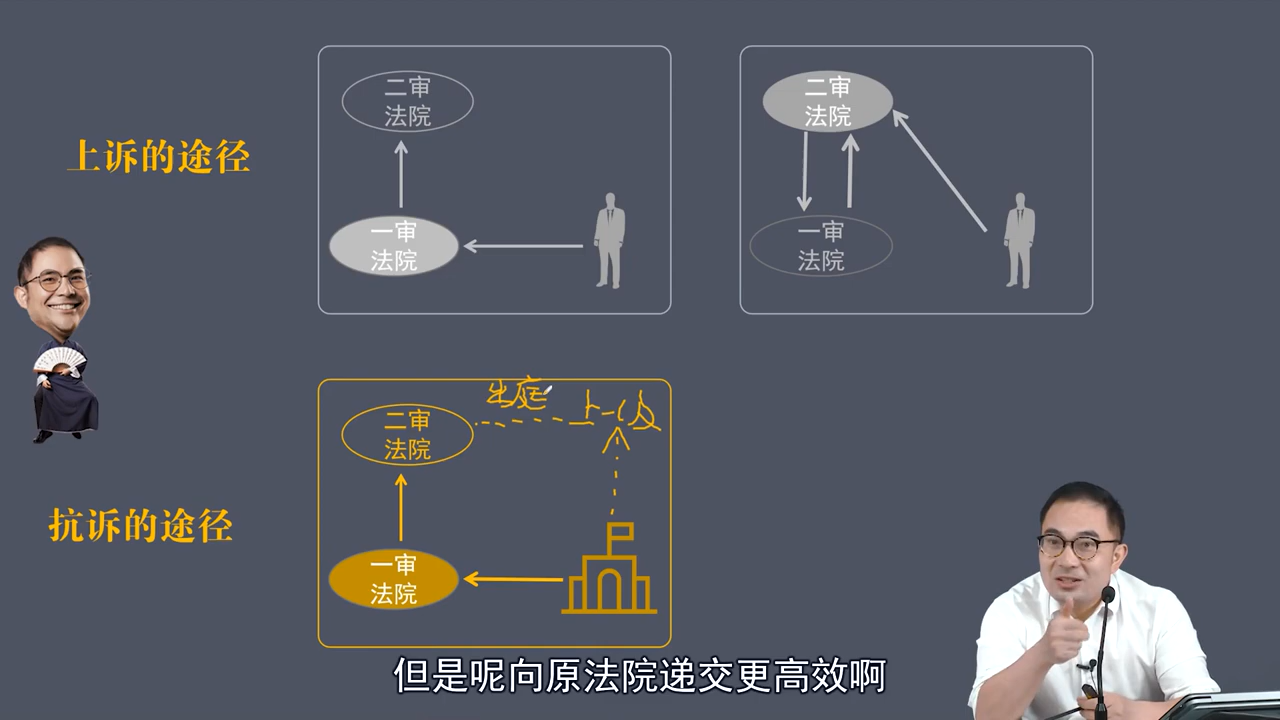 上诉的途径
二审
法院
一审
法院
二审
法院
一审
法院
抗诉的途径
二审
法院
一审
法院
出庭
上一级
但是呢向原法院递交更高效啊